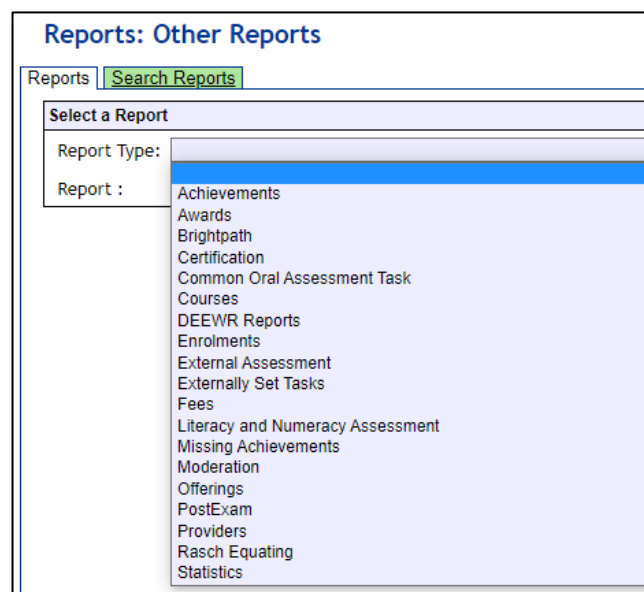 Reports: Other Reports
Reports Search Reports
Select a Report
Report Type:
Report :
Achievements
Awards
Brightpath
Certification
Common Oral Assessment Task
Courses
DEEWR Reports
Enrolments
External Assessment
Externally Set Tasks
Fees
Literacy and Numeracy Assessment
Missing Achievements
Moderation
Offerings
PostExam
Providers
Rasch Equating
Statistics